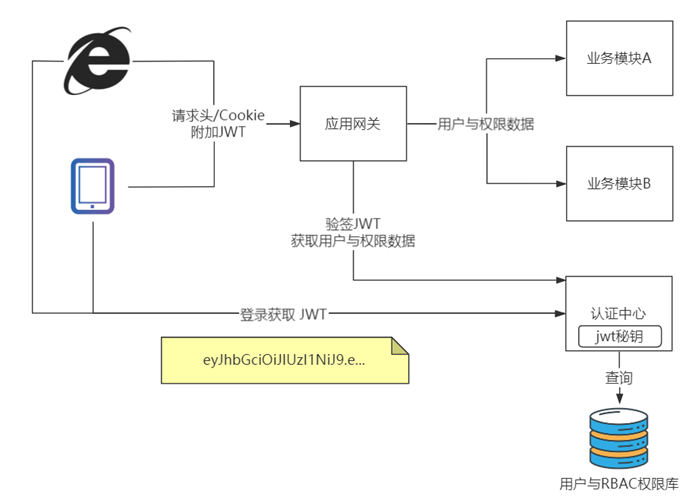 业务模块A
请求头/Cookie
附加JWT
应用网关
用户与权限数据
业务模块B
验签JWT
获取用户与权限数据
登录获取 JWT
认证中心
jwt秘钥
eyJhbGciOiJIUzI1NiJ9.e...
查询
用户与RBAC权限库